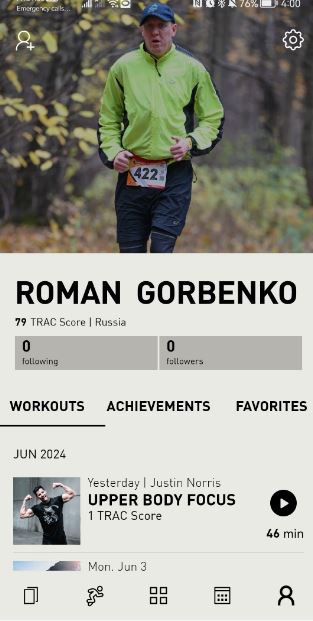 Emergency calls...
76% 4:00
422
ROMAN GORBENKO
79 TRAC Score | Russia
0
following
0
followers
WORKOUTS ACHIEVEMENTS FAVORITES
JUN 2024
Yesterday | Justin Norris
UPPER BODY FOCUS
1 TRAC Score
46 min
Mon. Jun 3